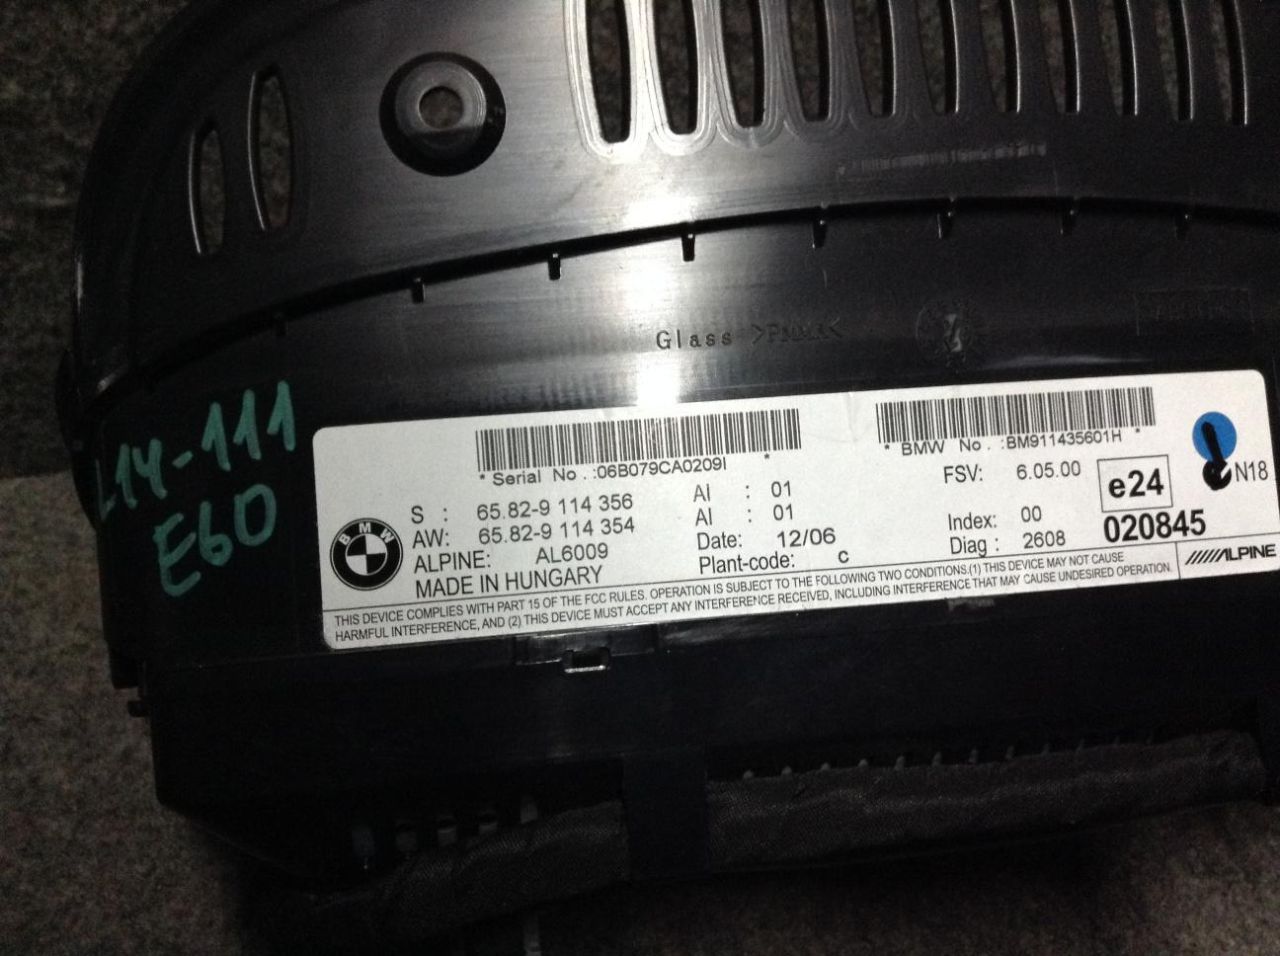 Glass
L14-111
E60
* Serial No.:06B079CA0209I *
* BMW No.:BM911435601H *
S : 65.82-9 114 356 AI : 01 FSV: 6.05.00 e24 N18
AW: 65.82-9 114 354 AI : 01
ALPINE: AL6009 Date: 12/06 Index: 00 020845
MADE IN HUNGARY Plant-code: c Diag : 2608 ALPINE
BMW
THIS DEVICE COMPLIES WITH PART 15 OF THE FCC RULES. OPERATION IS SUBJECT TO THE FOLLOWING TWO CONDITIONS.(1) THIS DEVICE MAY NOT CAUSE
HARMFUL INTERFERENCE, AND (2) THIS DEVICE MUST ACCEPT ANY INTERFERENCE RECEIVED, INCLUDING INTERFERENCE THAT MAY CAUSE UNDESIRED OPERATION.